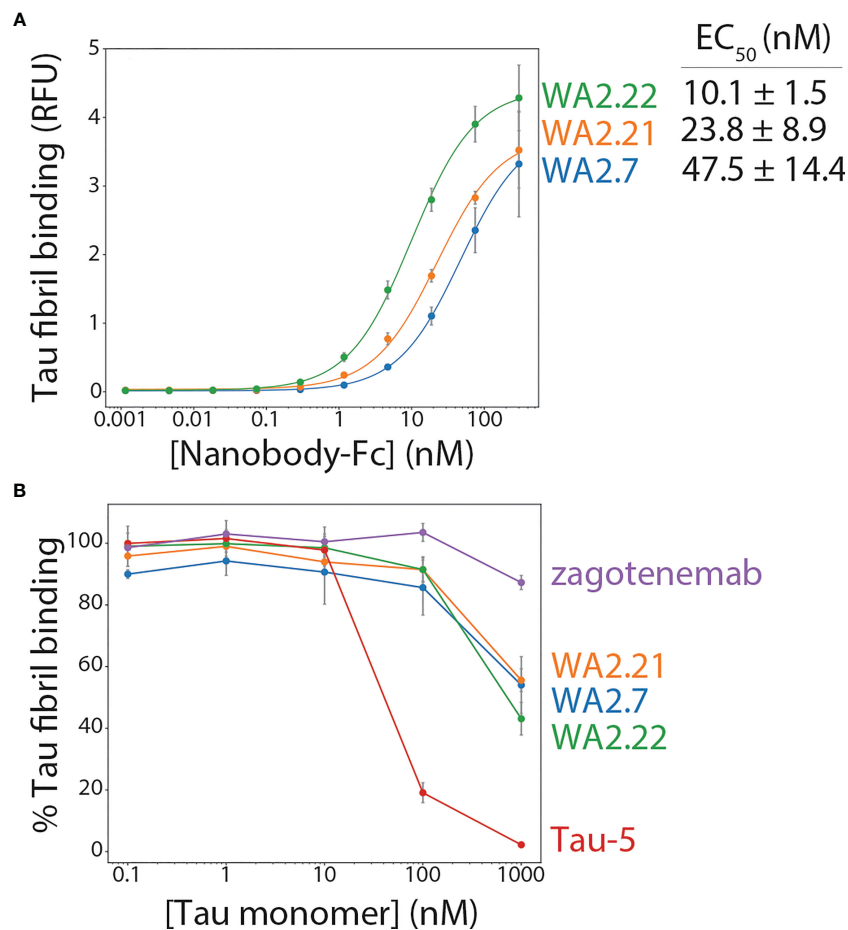 A
EC50 (nM)
WA2.22 10.1 ± 1.5
WA2.21 23.8 ± 8.9
WA2.7 47.5 ± 14.4
Tau fibril binding (RFU)
5
4
3
2
1
0
0.001 0.01 0.1 1 10 100
[Nanobody-Fc] (nM)
B
% Tau fibril binding
100
80
60
40
20
0
zagotenemab
WA2.21
WA2.7
WA2.22
Tau-5
0.1 1 10 100 1000
[Tau monomer] (nM)